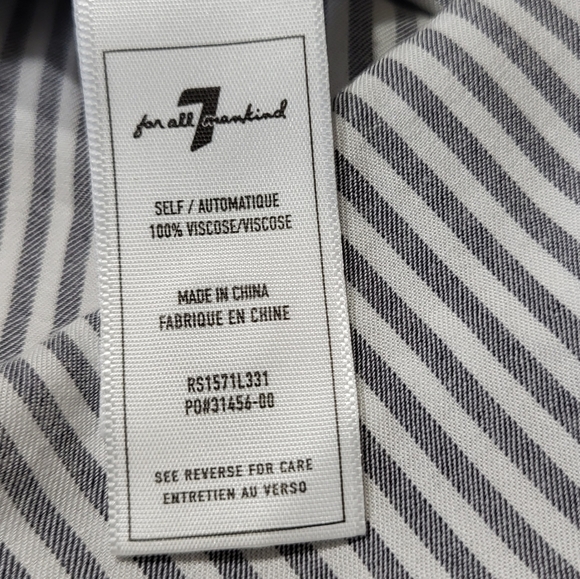 for all 7 mankind
SELF / AUTOMATIQUE
100% VISCOSE/VISCOSE
MADE IN CHINA
FABRIQUE EN CHINE
RS1571L331
PO#31456-00
SEE REVERSE FOR CARE
ENTRETIEN AU VERSO